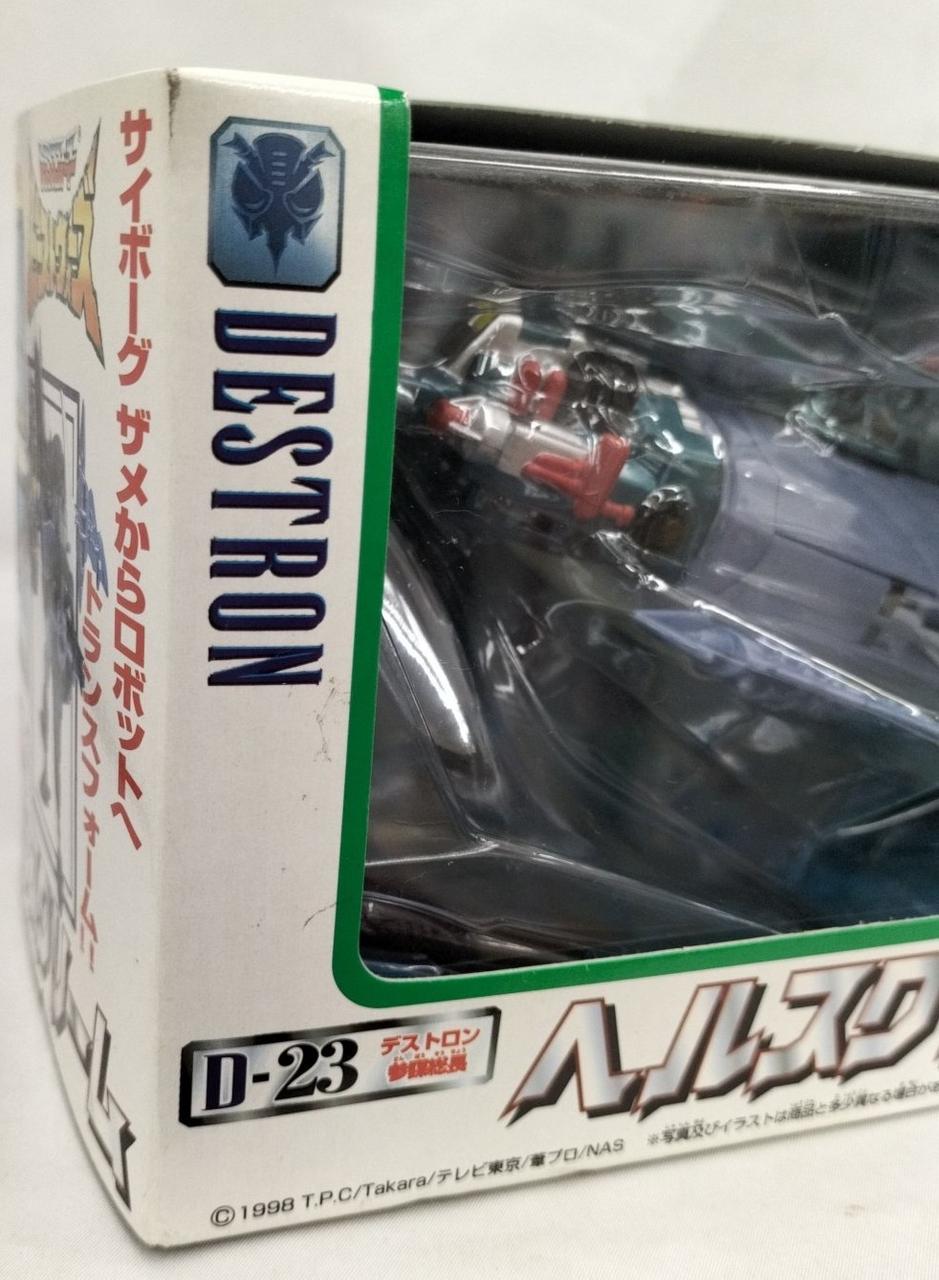 サイボーグ ザメからロボットへ
トランスフォーム!!
DESTRON
D-23
デストロン
参謀総長
ヘルスク
※写真及びイラストは商品と多少異なる場合が
©1998 T.P.C/Takara/テレビ東京/葦プロ/NAS